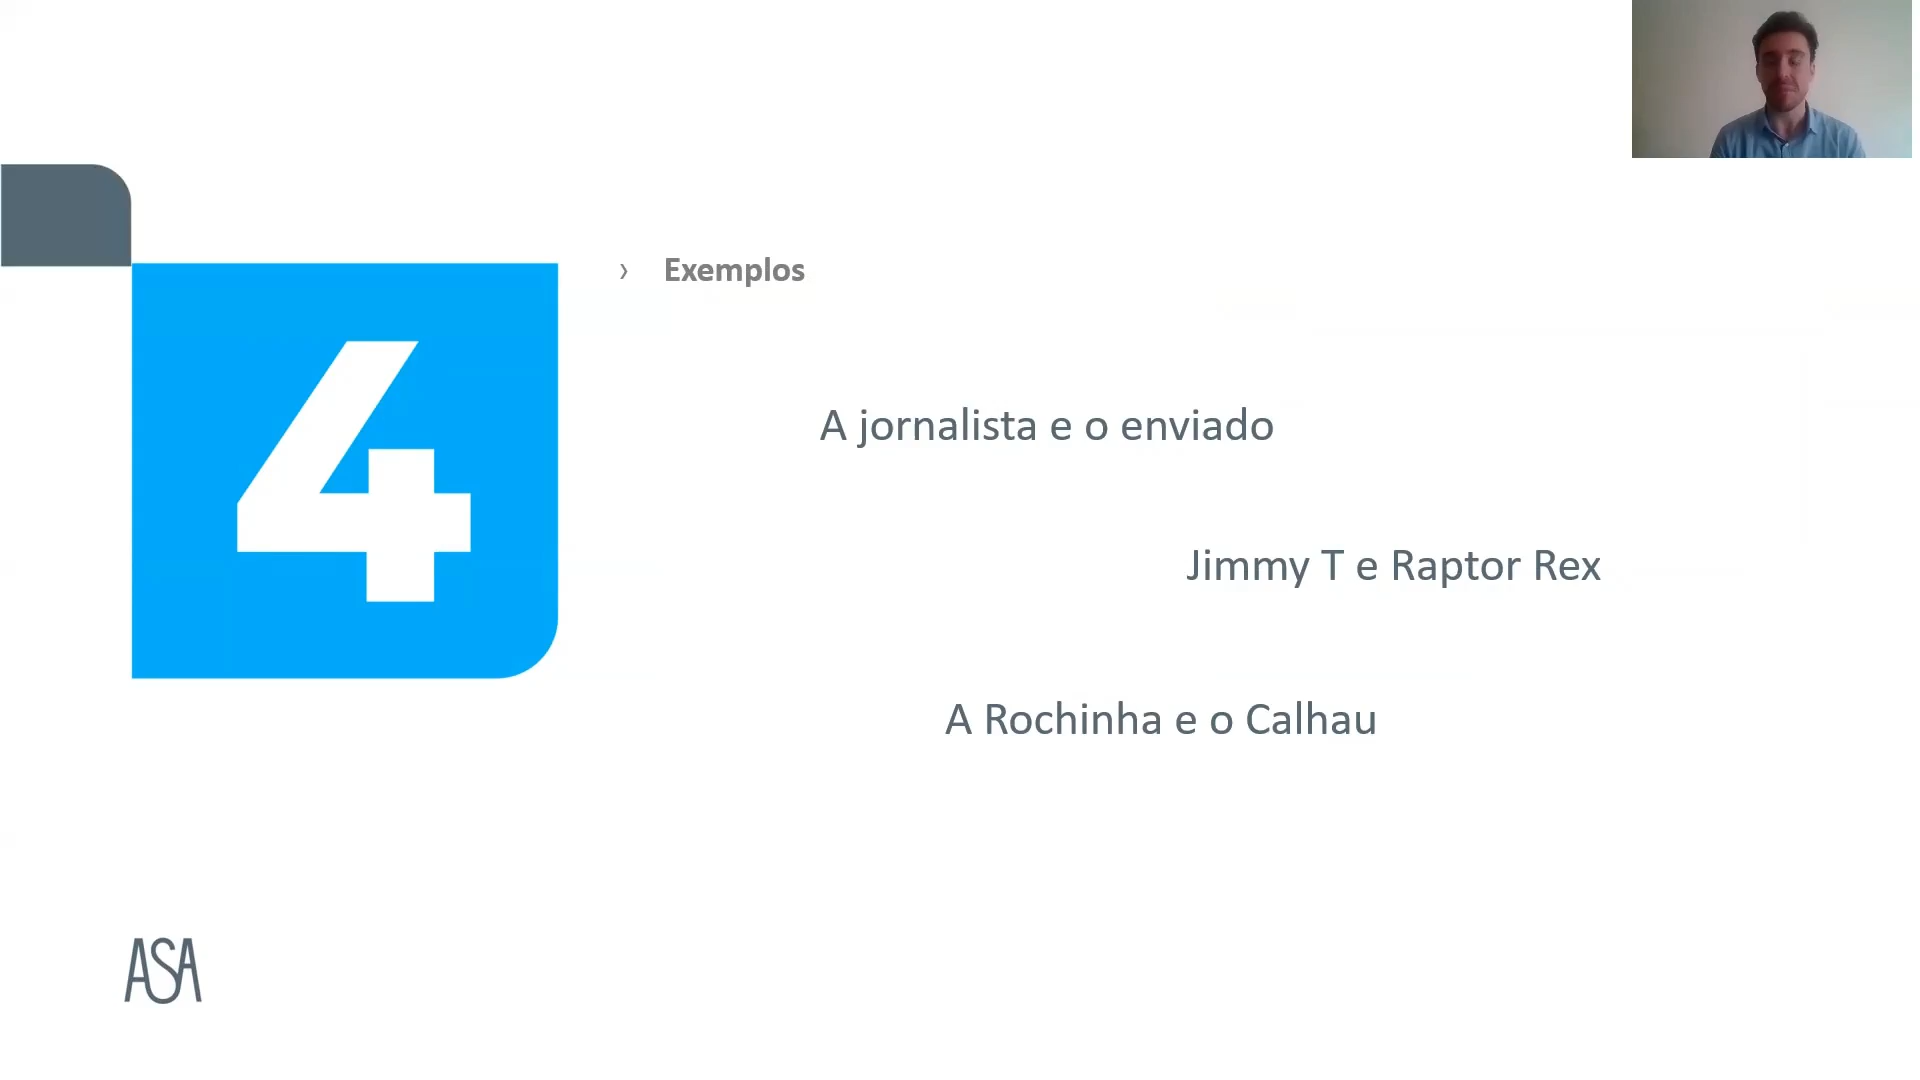 4
› Exemplos
A jornalista e o enviado
Jimmy T e Raptor Rex
A Rochinha e o Calhau
ASA